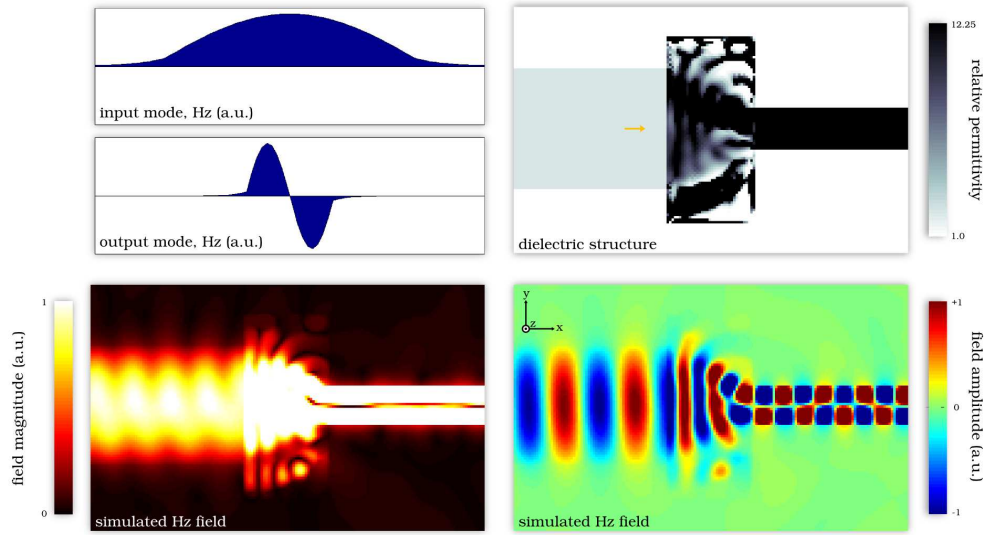 input mode, Hz (a.u.)
output mode, Hz (a.u.)
dielectric structure
12.25
relative permittivity
1.0
field magnitude (a.u.)
1
0
simulated Hz field
y
z
x
simulated Hz field
+1
0
-1
field amplitude (a.u.)